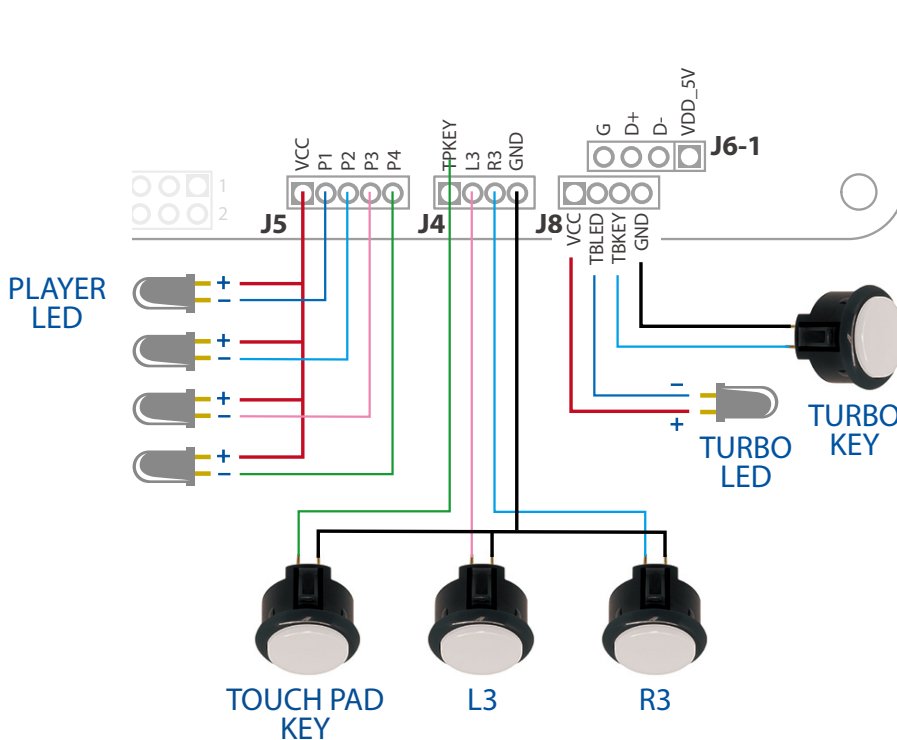 VCC
P1
P2
P3
P4
J5
TPKEY
L3
R3
GND
J4
G
D+
D-
VDD_5V
J6-1
J8
VCC
TBLED
TBKEY
GND
1
2
PLAYER
LED
+
–
+
–
+
–
+
–
–
+
TURBO
LED
TURBO
KEY
TOUCH PAD
KEY
L3
R3